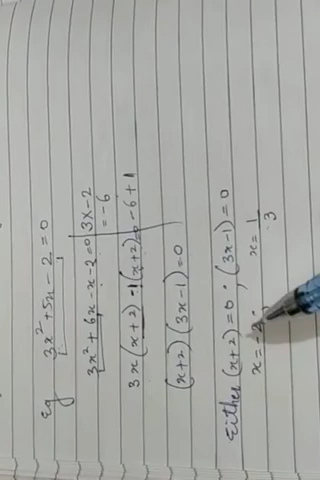 Eg 3x² + 5x - 2 = 0
3x² + 6x - x - 2 = 0 | 3x-2 = -6
3x(x+2) -1(x+2)=0 -6+1
(x+2) (3x-1) = 0
Either (x+2) = 0 , (3x-1) = 0
x = -2, x = 1/3